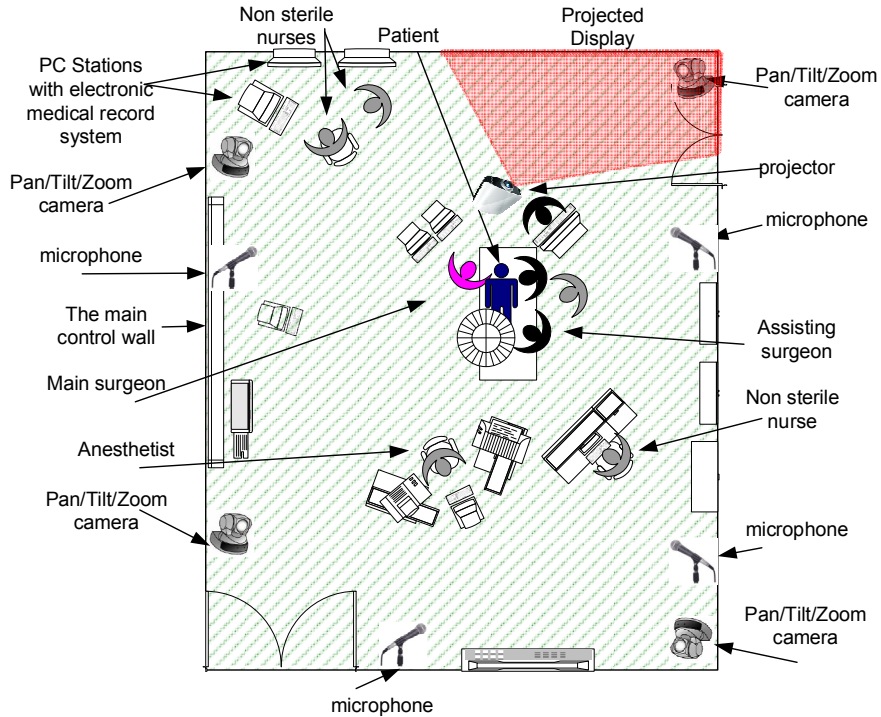 Non sterile
nurses
Patient
Projected
Display
PC Stations
with electronic
medical record
system
Pan/Tilt/Zoom
camera
Pan/Tilt/Zoom
camera
projector
microphone
microphone
The main
control wall
Assisting
surgeon
Main surgeon
Non sterile
nurse
Anesthetist
Pan/Tilt/Zoom
camera
microphone
Pan/Tilt/Zoom
camera
microphone